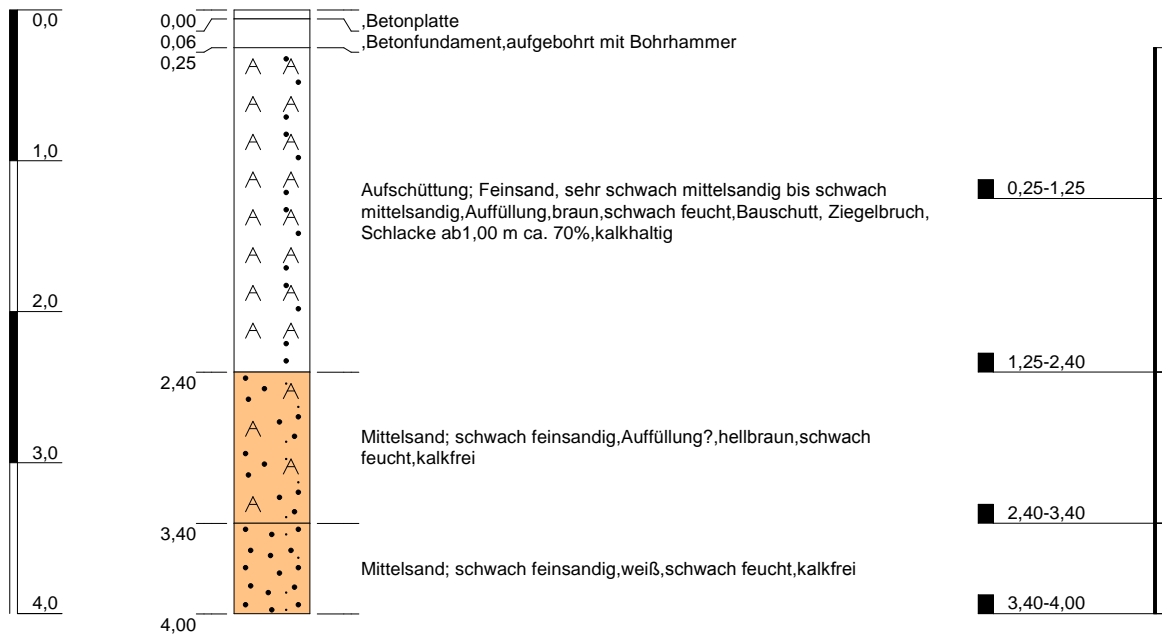 0,0
0,00
,Betonplatte
0,06
,Betonfundament,aufgebohrt mit Bohrhammer
0,25
1,0
Aufschüttung; Feinsand, sehr schwach mittelsandig bis schwach
mittelsandig,Auffüllung,braun,schwach feucht,Bauschutt, Ziegelbruch,
Schlacke ab1,00 m ca. 70%,kalkhaltig
0,25-1,25
2,0
1,25-2,40
2,40
Mittelsand; schwach feinsandig,Auffüllung?,hellbraun,schwach
feucht,kalkfrei
3,0
2,40-3,40
3,40
Mittelsand; schwach feinsandig,weiß,schwach feucht,kalkfrei
4,0
3,40-4,00
4,00